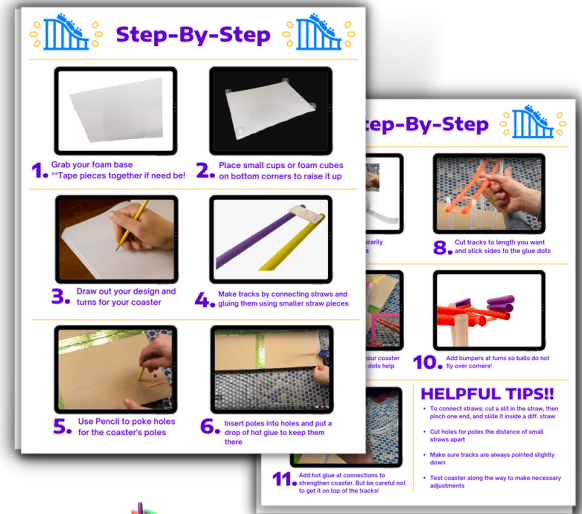 Step-By-Step
1. Grab your foam base
**Tape pieces together if need be!
2. Place small cups or foam cubes
on bottom corners to raise it up
3. Draw out your design and
turns for your coaster
4. Make tracks by connecting straws and
gluing them using smaller straw pieces
5. Use Pencil to poke holes
for the coaster's poles
6. Insert poles into holes and put a
drop of hot glue to keep them
there
ep-By-Step
rarily
s
8. Cut tracks to length you want
and stick sides to the glue dots
our coaster
dots help
10. Add bumpers at turns so balls do not
fly over corners!
11. Add hot glue at connections to
strengthen coaster. But be careful not
to get it on top of the tracks!
HELPFUL TIPS!!
• To connect straws: cut a slit in the straw, then
pinch one end, and slide it inside a diff. straw
• Cut holes for poles the distance of small
straws apart
• Make sure tracks are always pointed slightly
down
• Test coaster along the way to make necessary
adjustments